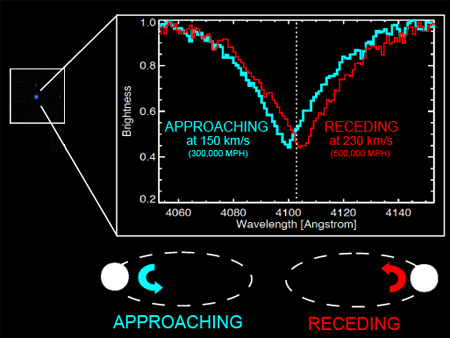 1.0
0.8
0.6
0.4
0.2
Brightness
APPROACHING
at 150 km/s
(300,000 MPH)
RECEDING
at 230 km/s
(500,000 MPH)
4060 4080 4100 4120 4140
Wavelength [Angstrom]
APPROACHING
RECEDING